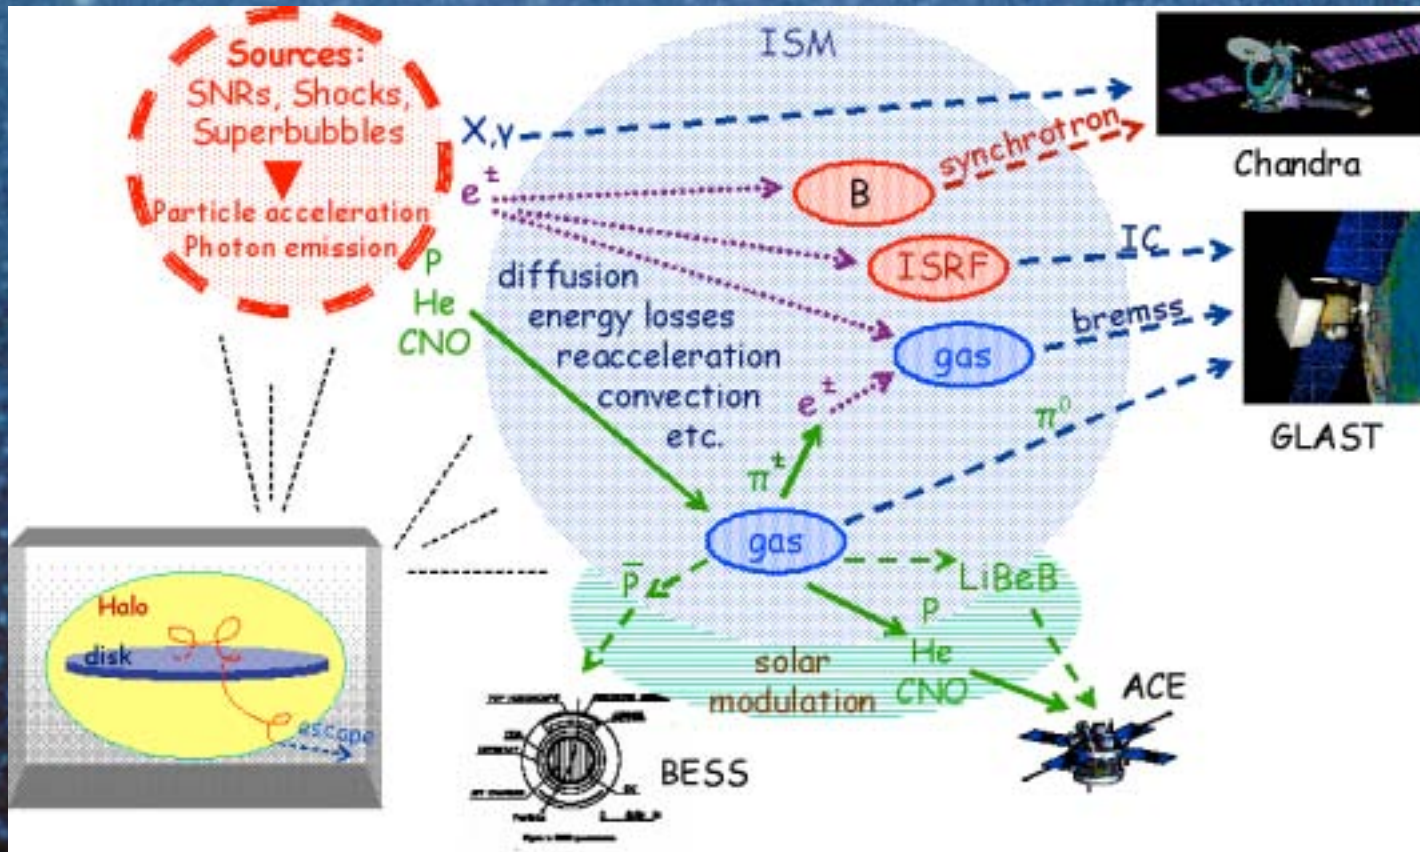 Sources:
SNRs, Shocks,
Superbubbles
Particle acceleration
Photon emission
ISM
X,γ
e±
P
He
CNO
diffusion
energy losses
reacceleration
convection
etc.
B
synchrotron
ISRF
IC
gas
bremss
e±
π±
π⁰
gas
Chandra
GLAST
p̄
LiBeB
P
He
CNO
solar
modulation
ACE
BESS
Halo
disk
escape